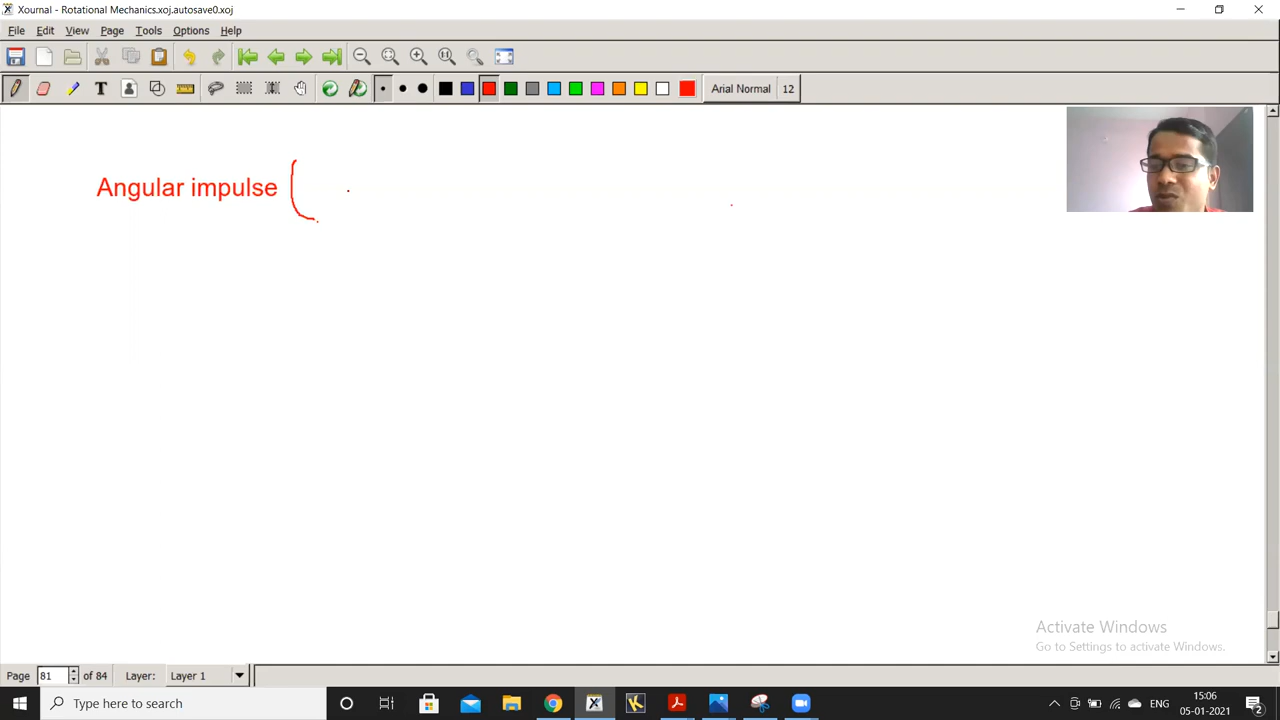 Xournal - Rotational Mechanics.xoj.autosave0.xoj
File Edit View Page Tools Options Help
Arial Normal 12
Angular impulse (
Activate Windows
Go to Settings to activate Windows.
Page 81 of 84 Layer: Layer 1
Type here to search
ENG
15:06
05-01-2021
2